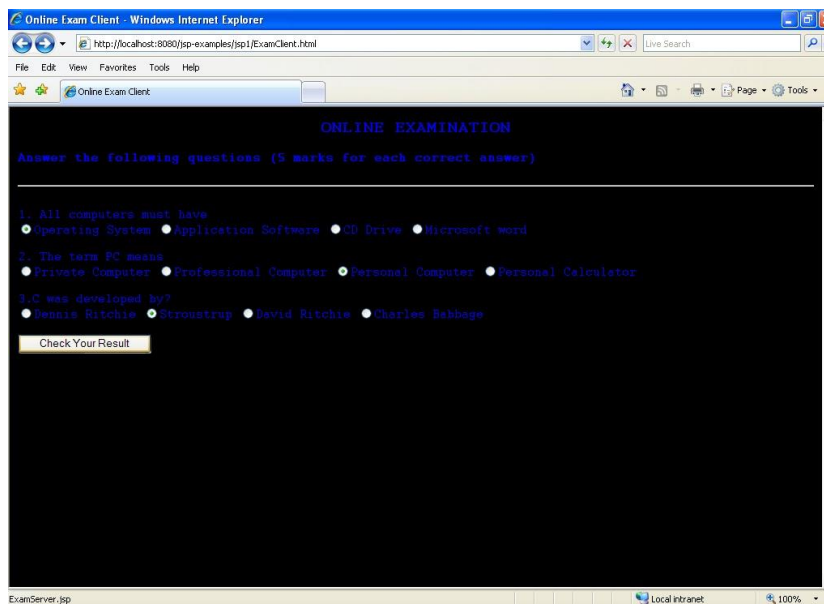 Online Exam Client - Windows Internet Explorer
http://localhost:8080/jsp-examples/jsp1/ExamClient.html Live Search
File Edit View Favorites Tools Help
Online Exam Client Page Tools
ONLINE EXAMINATION
Answer the following questions (5 marks for each correct answer)
1. All computers must have
Operating System Application Software CD Drive Microsoft word
2. The term PC means
Private Computer Professional Computer Personal Computer Personal Calculator
3.C was developed by?
Dennis Ritchie Stroustrup David Ritchie Charles Babbage
Check Your Result
ExamServer.jsp Local intranet 100%